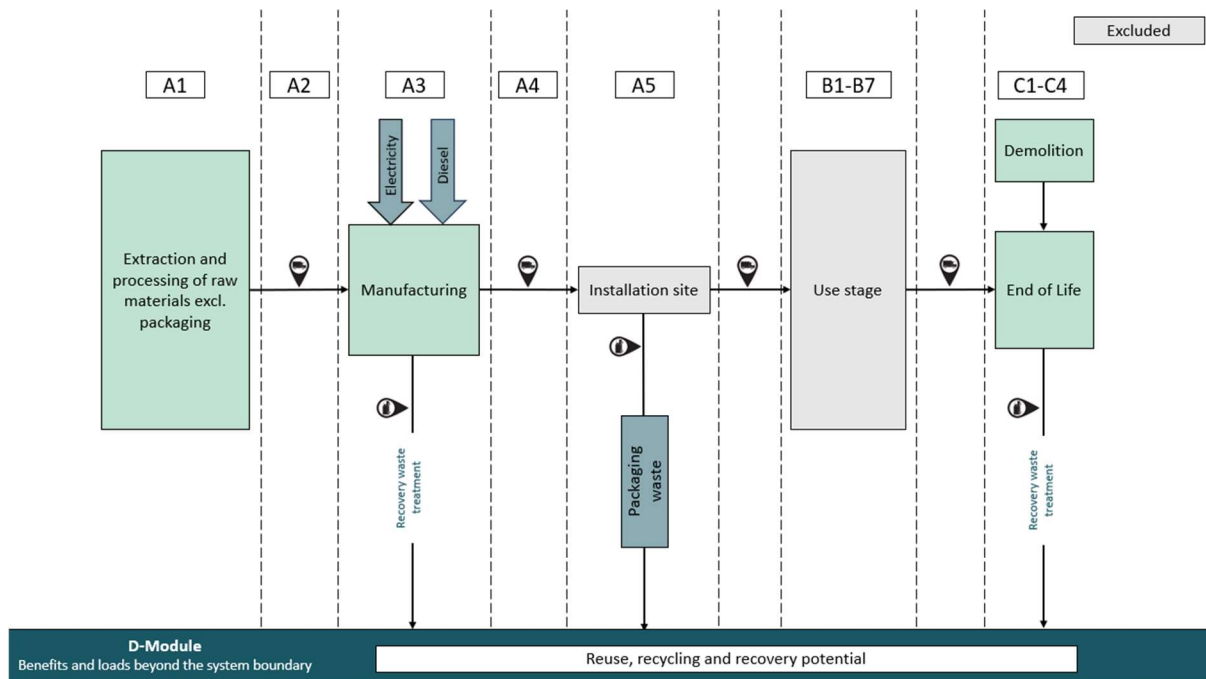 Excluded
A1
A2
A3
A4
A5
B1-B7
C1-C4
Electricity
Diesel
Demolition
Extraction and
processing of raw
materials excl.
packaging
Manufacturing
Installation site
Use stage
End of Life
Recovery waste
treatment
Packaging
waste
Recovery waste
treatment
D-Module
Benefits and loads beyond the system boundary
Reuse, recycling and recovery potential